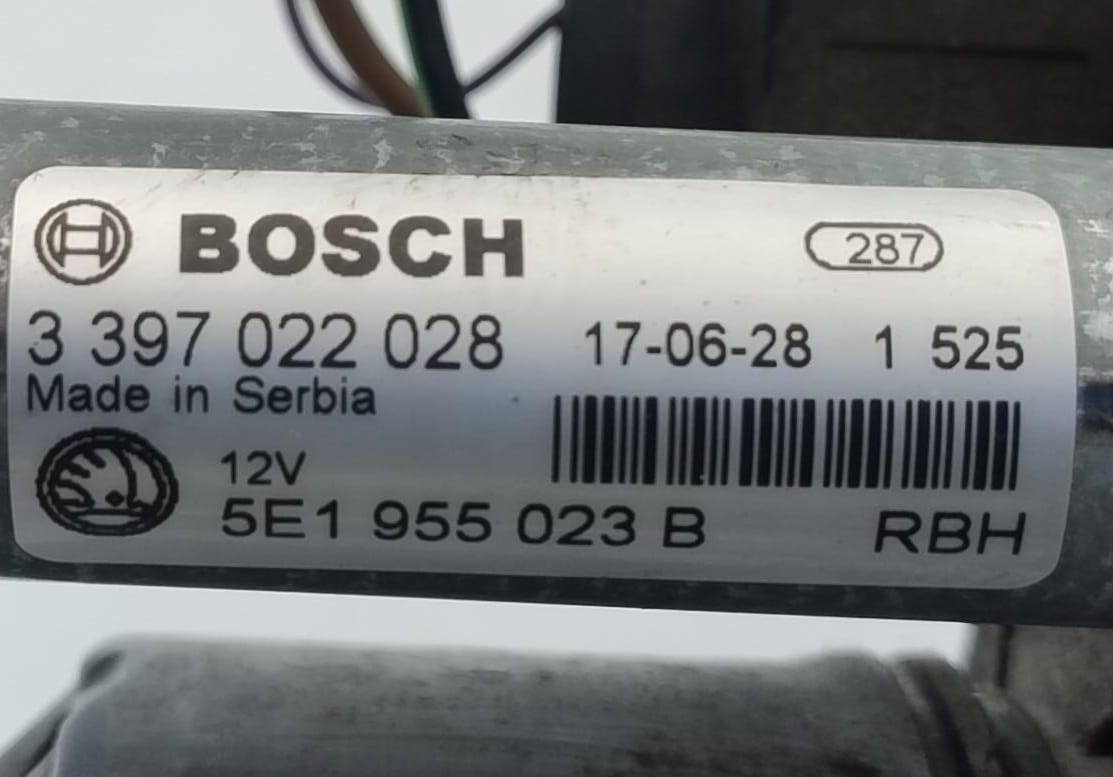 BOSCH 287
3 397 022 028 17-06-28 1 525
Made in Serbia
12V
5E1 955 023 B RBH